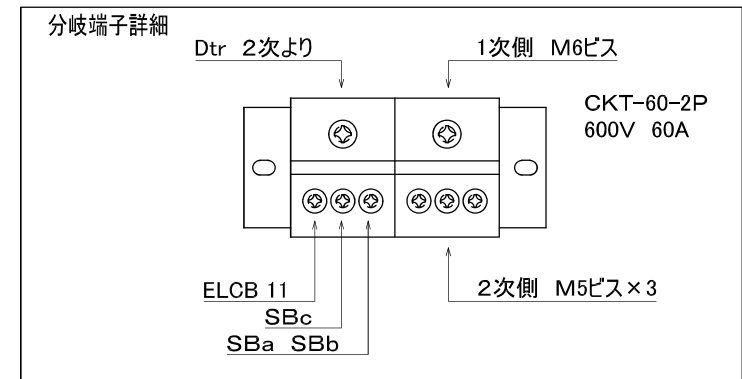 分岐端子詳細
Dtr 2次より
1次側 M6ビス
CKT-60-2P
600V 60A
ELCB 11
SBc
SBa SBb
2次側 M5ビス×3